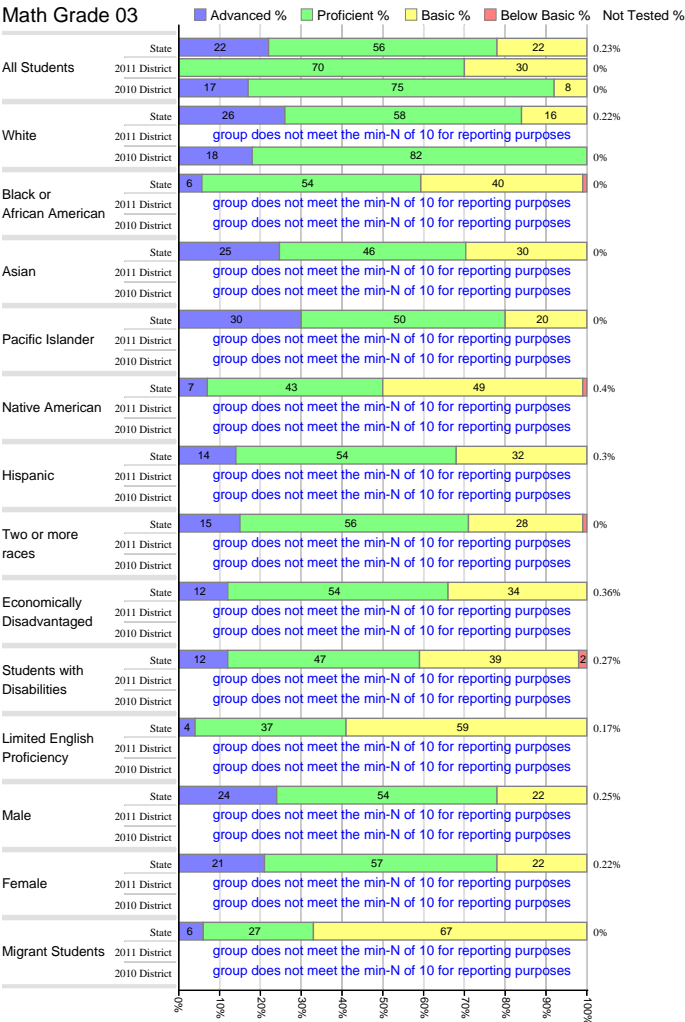 Math Grade 03 Advanced % Proficient % Basic % Below Basic % Not Tested %
All Students
State 22 56 22 0.23%
2011 District 70 30 0%
2010 District 17 75 8 0%
White
State 26 58 16 0.22%
2011 District group does not meet the min-N of 10 for reporting purposes
2010 District 18 82 0%
Black or
African American
State 6 54 40 0%
2011 District group does not meet the min-N of 10 for reporting purposes
2010 District group does not meet the min-N of 10 for reporting purposes
Asian
State 25 46 30 0%
2011 District group does not meet the min-N of 10 for reporting purposes
2010 District group does not meet the min-N of 10 for reporting purposes
Pacific Islander
State 30 50 20 0%
2011 District group does not meet the min-N of 10 for reporting purposes
2010 District group does not meet the min-N of 10 for reporting purposes
Native American
State 7 43 49 0.4%
2011 District group does not meet the min-N of 10 for reporting purposes
2010 District group does not meet the min-N of 10 for reporting purposes
Hispanic
State 14 54 32 0.3%
2011 District group does not meet the min-N of 10 for reporting purposes
2010 District group does not meet the min-N of 10 for reporting purposes
Two or more
races
State 15 56 28 0%
2011 District group does not meet the min-N of 10 for reporting purposes
2010 District group does not meet the min-N of 10 for reporting purposes
Economically
Disadvantaged
State 12 54 34 0.36%
2011 District group does not meet the min-N of 10 for reporting purposes
2010 District group does not meet the min-N of 10 for reporting purposes
Students with
Disabilities
State 12 47 39 2 0.27%
2011 District group does not meet the min-N of 10 for reporting purposes
2010 District group does not meet the min-N of 10 for reporting purposes
Limited English
Proficiency
State 4 37 59 0.17%
2011 District group does not meet the min-N of 10 for reporting purposes
2010 District group does not meet the min-N of 10 for reporting purposes
Male
State 24 54 22 0.25%
2011 District group does not meet the min-N of 10 for reporting purposes
2010 District group does not meet the min-N of 10 for reporting purposes
Female
State 21 57 22 0.22%
2011 District group does not meet the min-N of 10 for reporting purposes
2010 District group does not meet the min-N of 10 for reporting purposes
Migrant Students
State 6 27 67 0%
2011 District group does not meet the min-N of 10 for reporting purposes
2010 District group does not meet the min-N of 10 for reporting purposes
0% 10% 20% 30% 40% 50% 60% 70% 80% 90% 100%